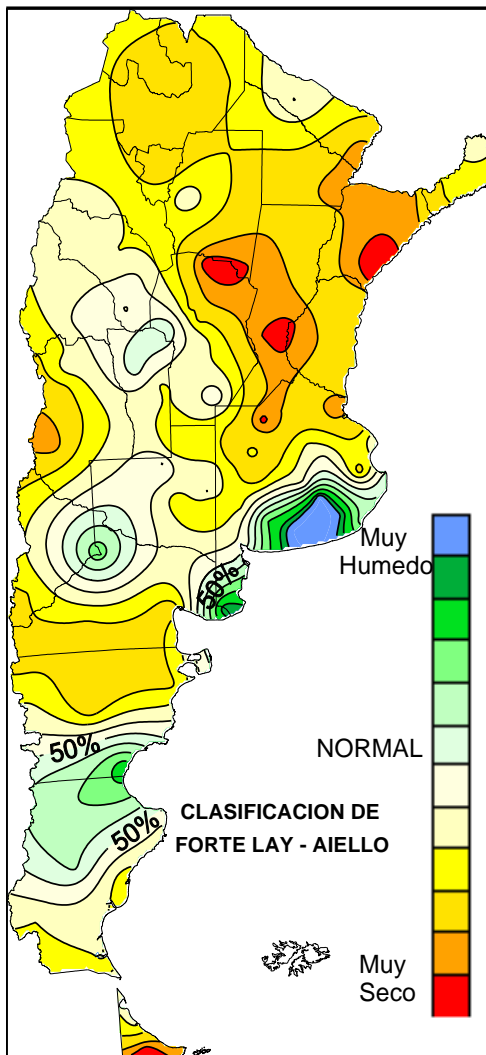 50%
Muy
Humedo
NORMAL
50%
CLASIFICACION DE
50%
FORTE LAY - AIELLO
Muy
Seco